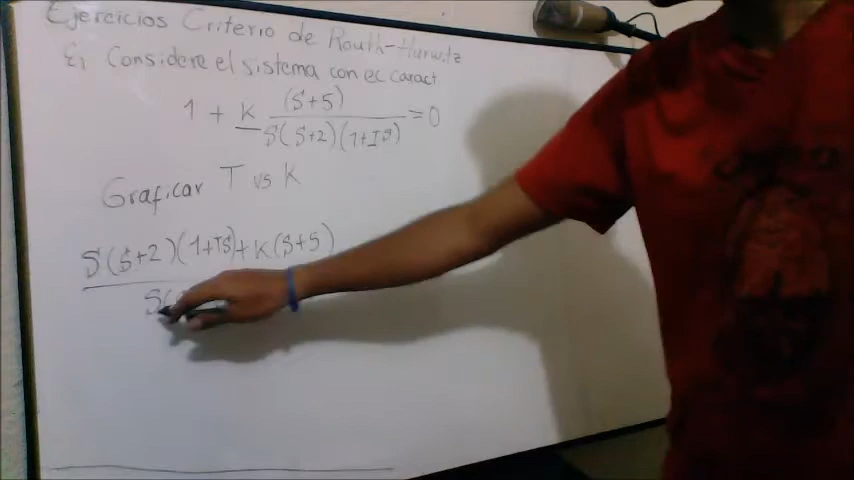 Ejercicios Criterio de Routh-Hurwitz
E1 Considere el sistema con ec caract
1 + K (S+5) / S(S+2)(1+TS) = 0
Graficar T vs K
S(S+2)(1+TS)+K(S+5)
S(